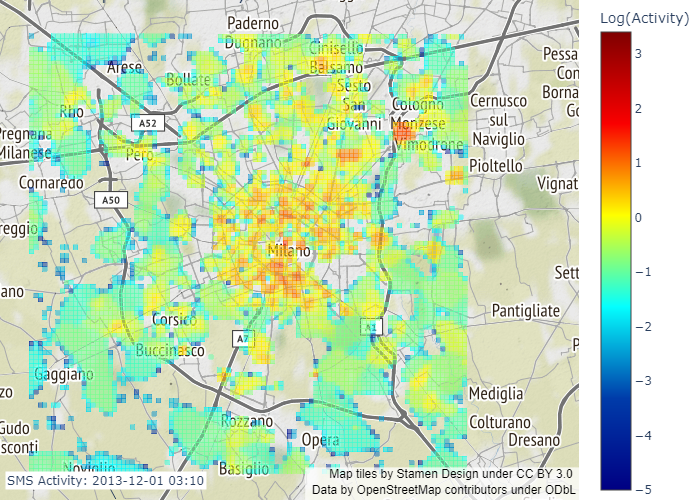 Log(Activity)
Paderno
Dugnano
Cinisello
Balsamo
Arese
Bollate
Sesto
San
Giovanni
Cologno
Monzese
Vimodrone
Cernusco
sul
Naviglio
Pessa
Con
Borna
Go
Rho
A52
Pregnana
Milanese
Pero
Pioltello
Cornaredo
A50
Vignat
reggio
Milano
Sett
ano
Corsico
A7
A1
Pantigliate
P
Buccinasco
Gaggiano
Mediglia
zo
Rozzano
Opera
Colturano
Dresano
Gudo
sconti
Noviglio
Basiglio
3
2
1
0
−1
−2
−3
−4
−5
SMS Activity: 2013-12-01 03:10
Map tiles by Stamen Design under CC BY 3.0
Data by OpenStreetMap contributors under ODbL